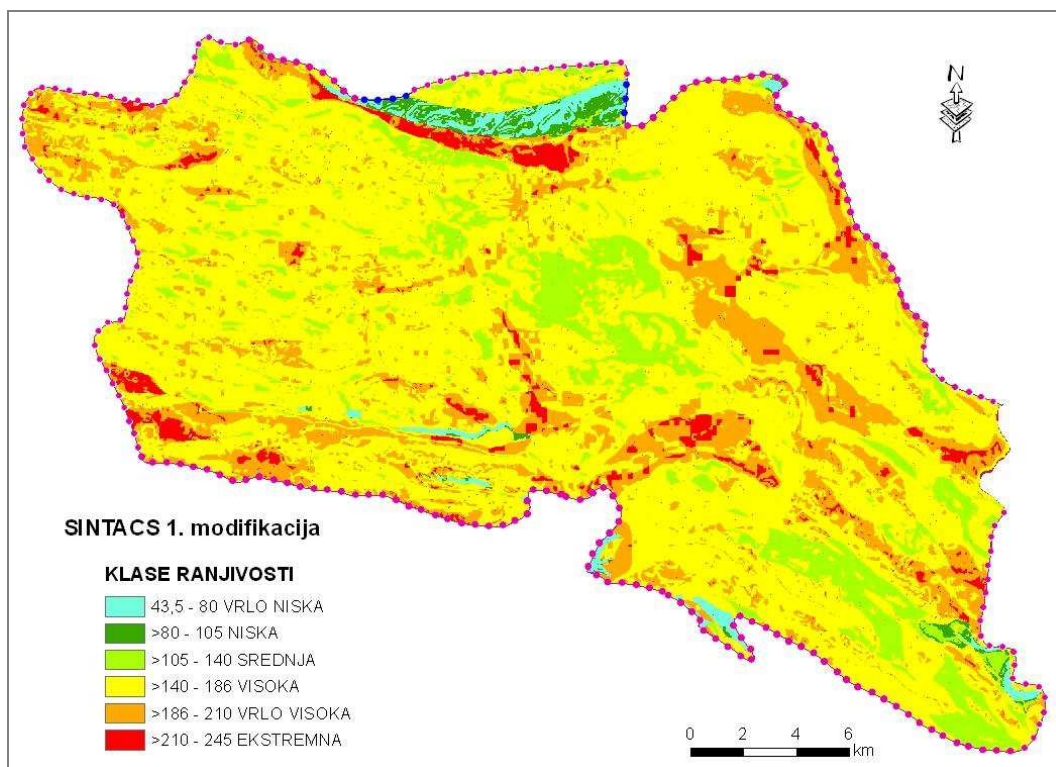 N
SINTACS 1. modifikacija
KLASE RANJIVOSTI
43,5 - 80 VRLO NISKA
>80 - 105 NISKA
>105 - 140 SREDNJA
>140 - 186 VISOKA
>186 - 210 VRLO VISOKA
>210 - 245 EKSTREMNA
0 2 4 6
km